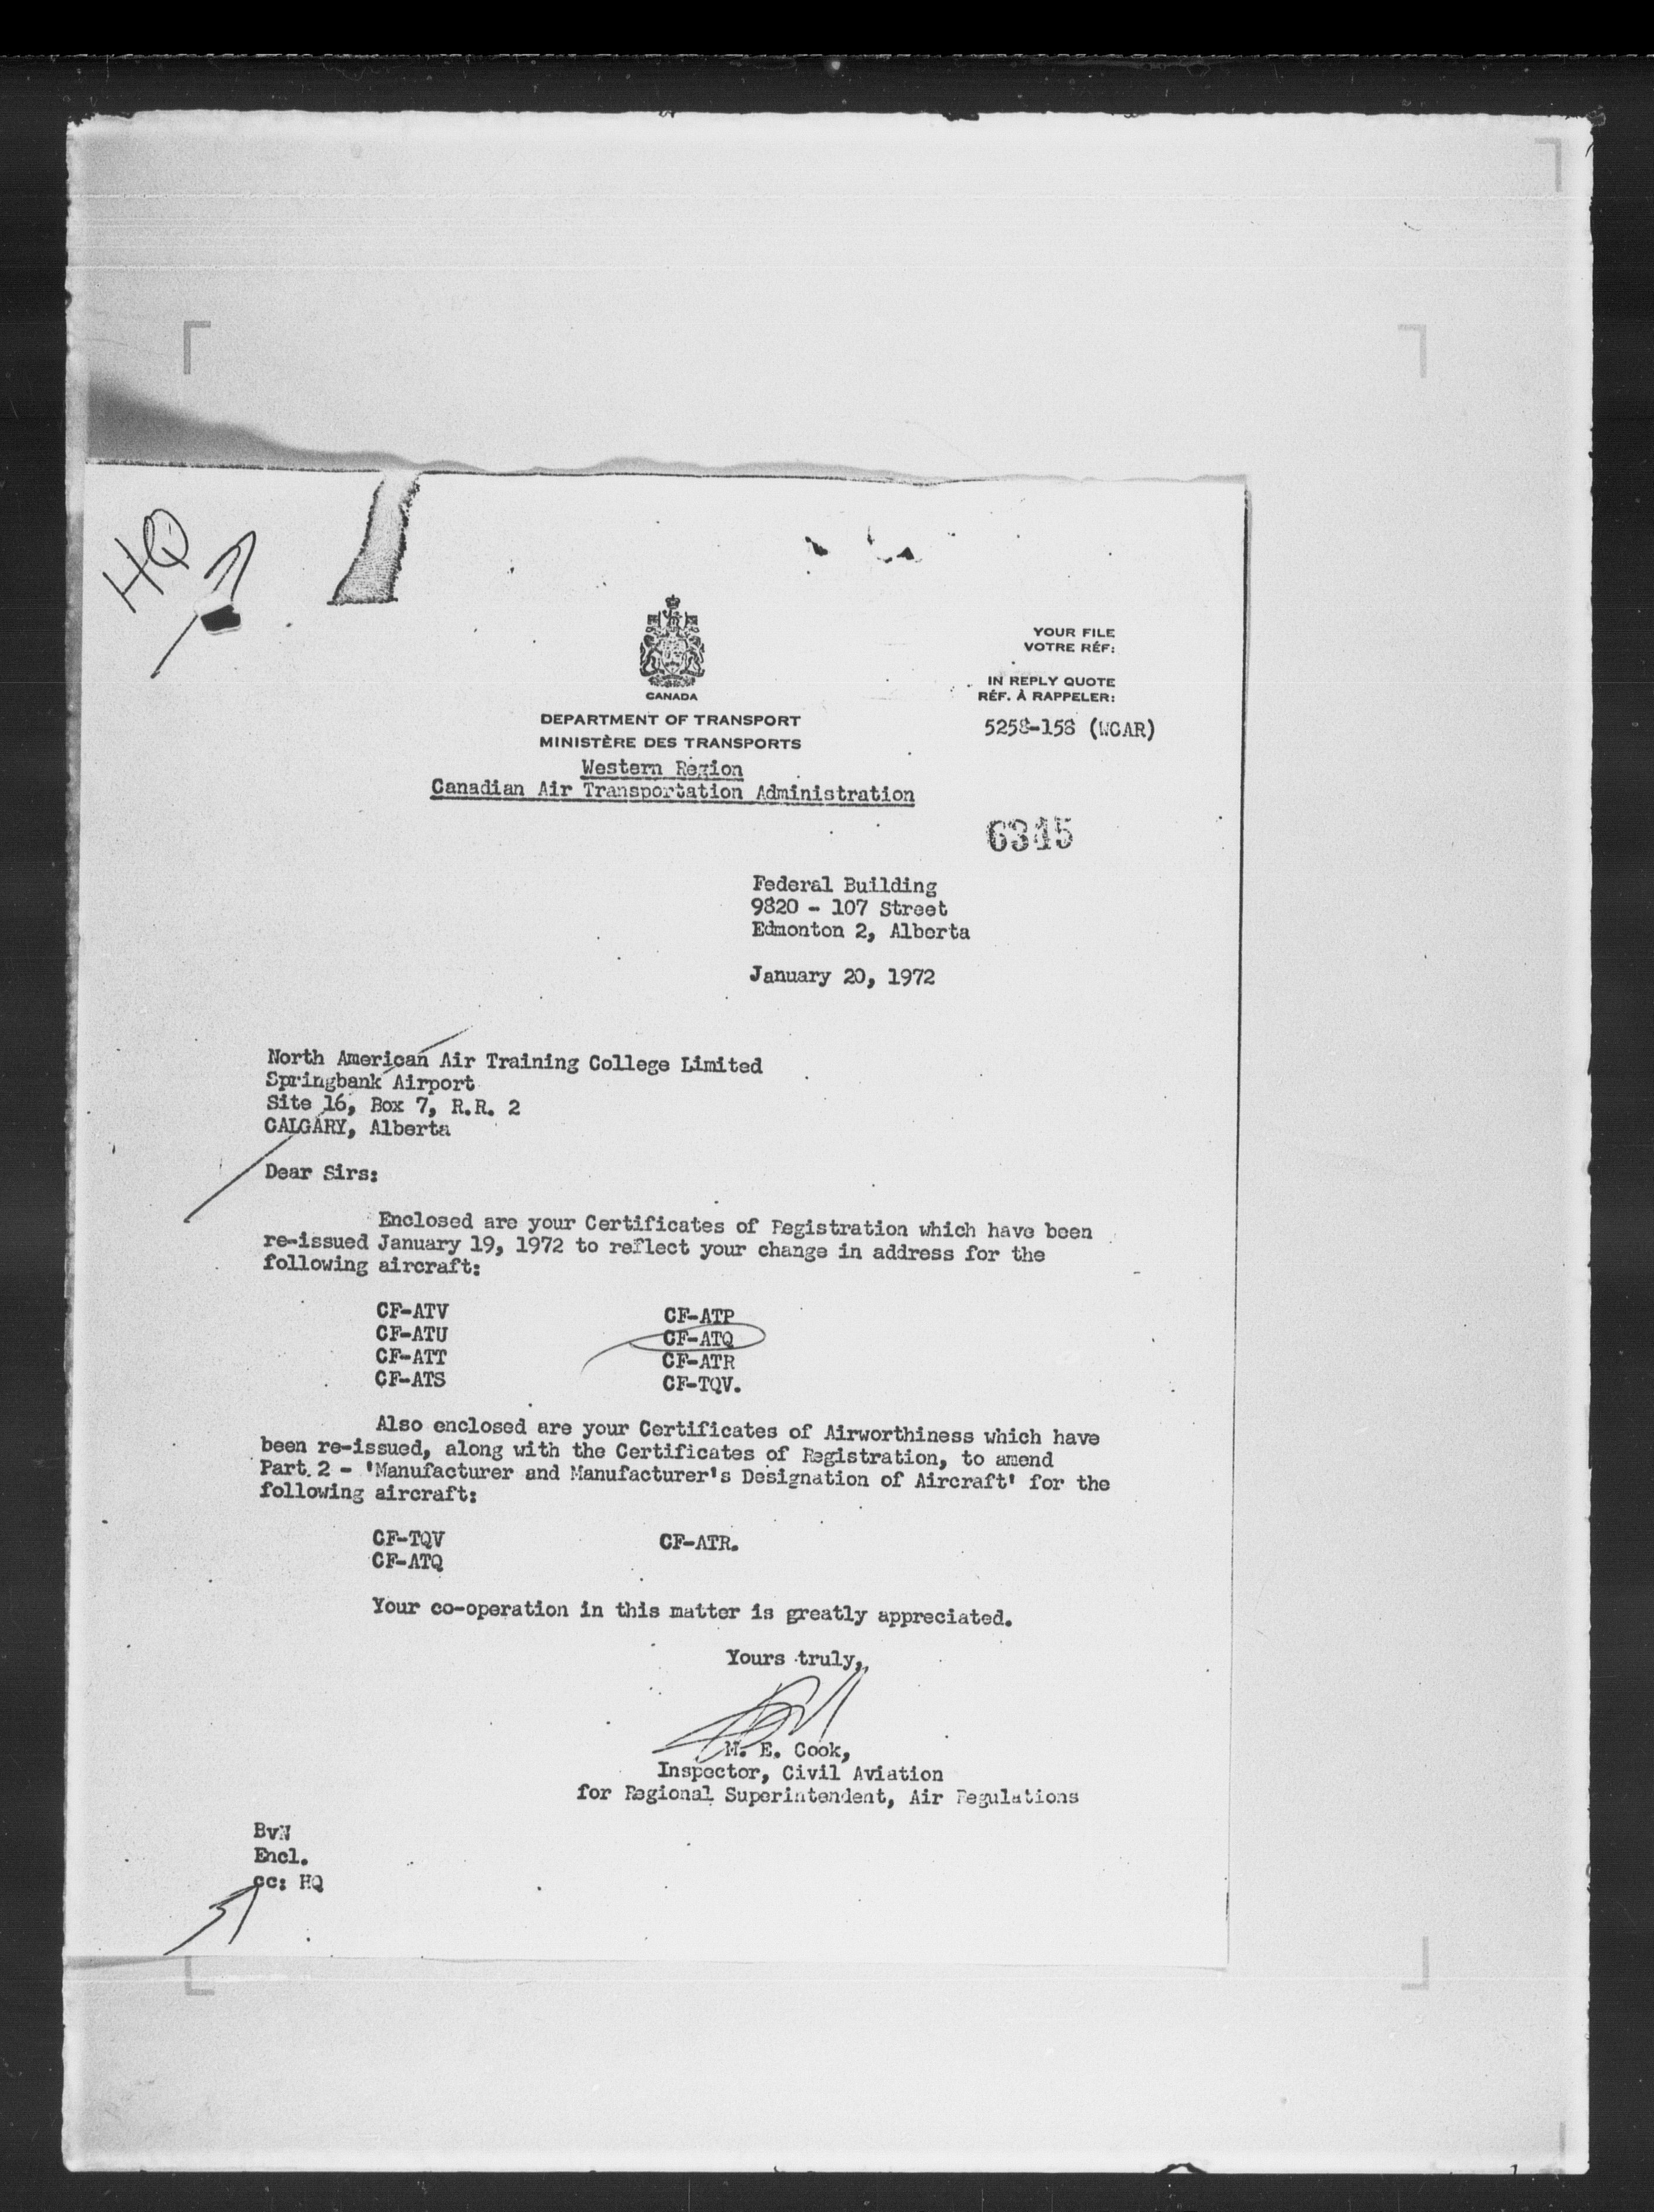 HQ
CANADA
DEPARTMENT OF TRANSPORT
MINISTÈRE DES TRANSPORTS
Western Region
Canadian Air Transportation Administration
YOUR FILE
VOTRE RÉF:
IN REPLY QUOTE
RÉF. À RAPPELER:
5258-158 (WCAR)
6345
Federal Building
9820 - 107 Street
Edmonton 2, Alberta
January 20, 1972
North American Air Training College Limited
Springbank Airport
Site 16, Box 7, R.R. 2
CALGARY, Alberta
Dear Sirs:
Enclosed are your Certificates of Registration which have been
re-issued January 19, 1972 to reflect your change in address for the
following aircraft:
CF-ATV CF-ATP
CF-ATU CF-ATQ
CF-ATT CF-ATR
CF-ATS CF-TQV.
Also enclosed are your Certificates of Airworthiness which have
been re-issued, along with the Certificates of Registration, to amend
Part 2 - 'Manufacturer and Manufacturer's Designation of Aircraft' for the
following aircraft:
CF-TQV CF-ATR.
CF-ATQ
Your co-operation in this matter is greatly appreciated.
Yours truly,
M. E. Cook,
Inspector, Civil Aviation
for Regional Superintendent, Air Regulations
BvN
Encl.
cc: HQ